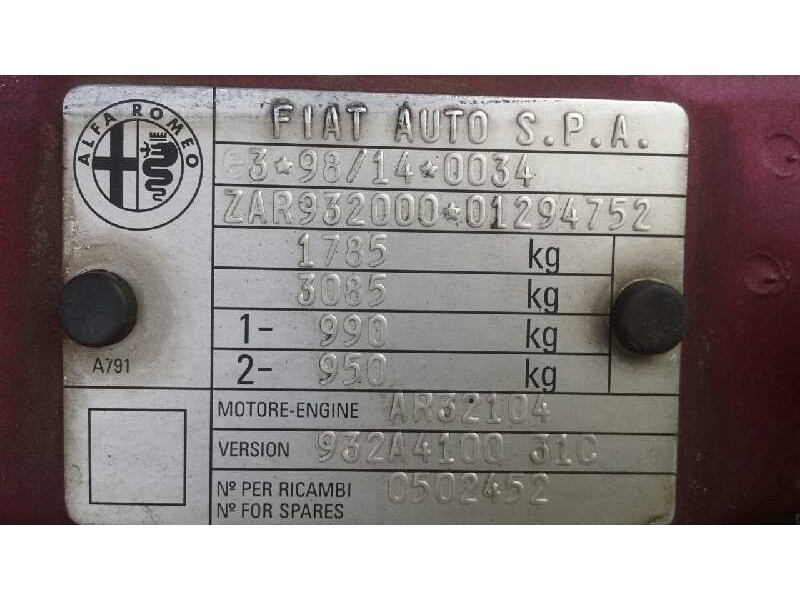 FIAT AUTO S.P.A.
ALFA ROMEO
e3*98/14*0034
ZAR932000*01294752
1785 kg
3085 kg
1- 990 kg
2- 950 kg
A791
MOTORE-ENGINE AR32104
VERSION 932A4100 31C
Nº PER RICAMBI 0502452
Nº FOR SPARES